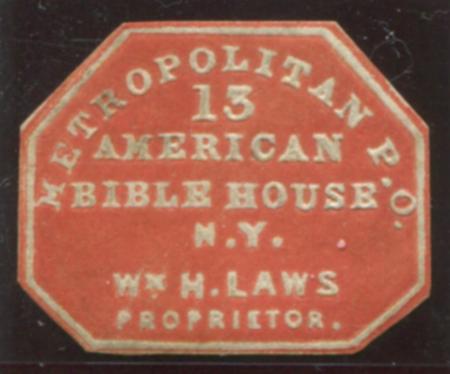 METROPOLITAN P.O.
13
AMERICAN
BIBLE HOUSE
N.Y.
WM H. LAWS
PROPRIETOR.